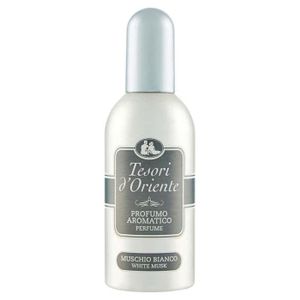 Tesori
d'Oriente
PROFUMO
AROMATICO
PERFUME
MUSCHIO BIANCO
WHITE MUSK